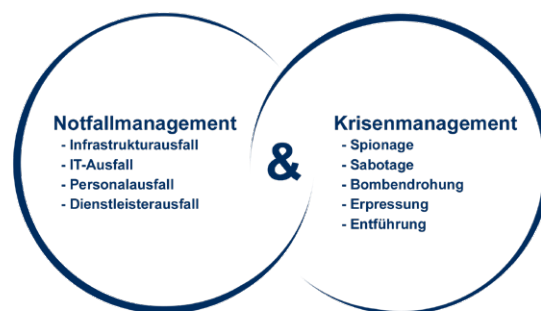 Notfallmanagement
- Infrastrukturausfall
- IT-Ausfall
- Personalausfall
- Dienstleisterausfall
&
Krisenmanagement
- Spionage
- Sabotage
- Bombendrohung
- Erpressung
- Entführung